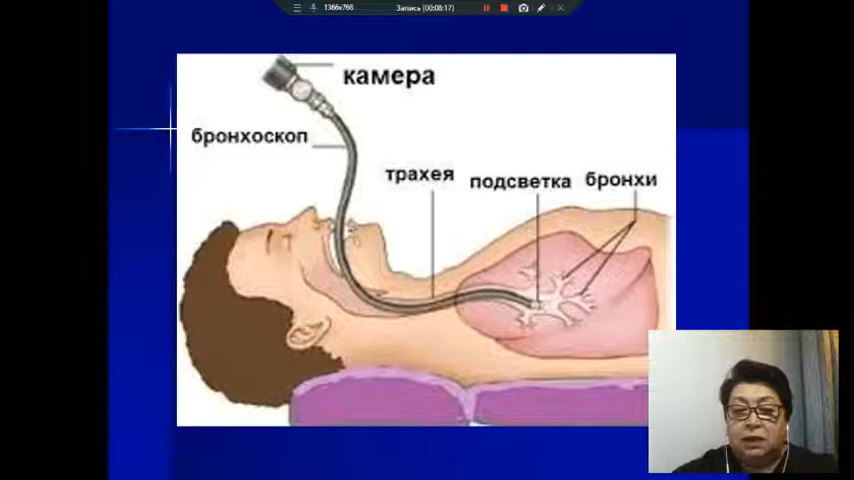 1366x768
Запись [00:08:17]
камера
бронхоскоп
трахея
подсветка
бронхи